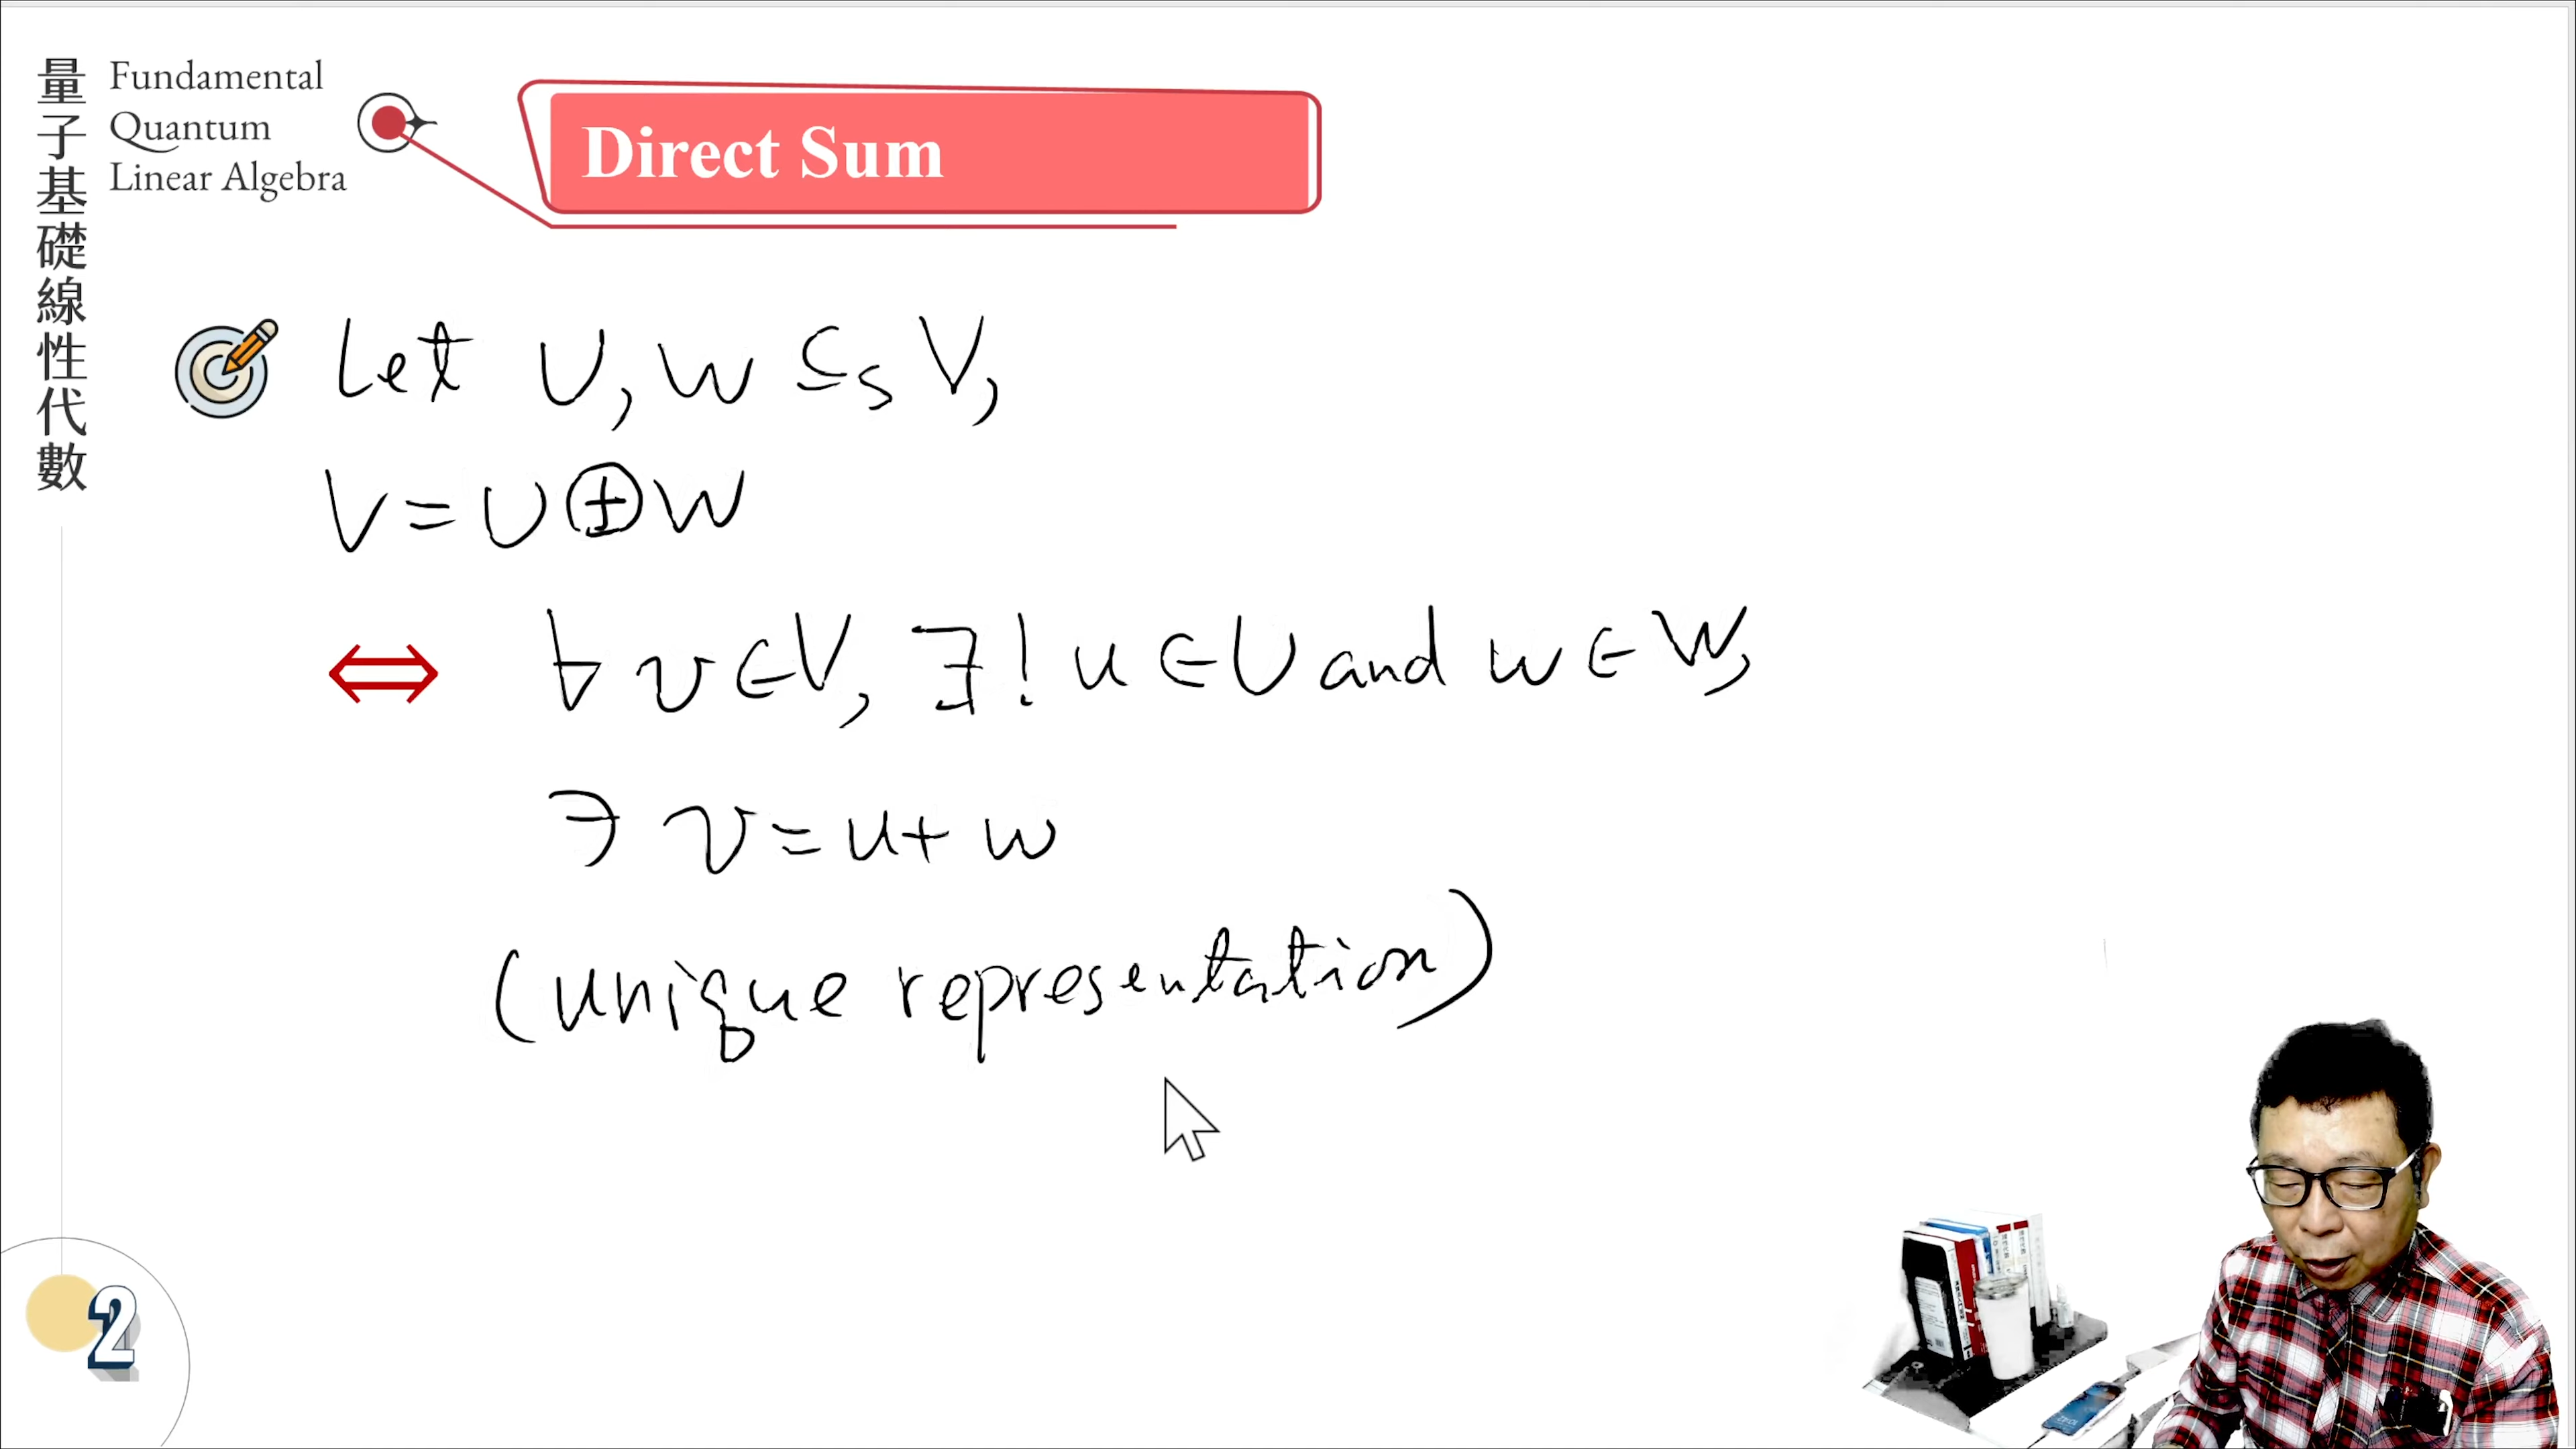 量子基礎線性代數
Fundamental
Quantum
Linear Algebra
Direct Sum
Let U, W ⊆s V,
V = U ⊕ W
⇔ ∀ v ∈ V, ∃! u ∈ U and w ∈ W,
∋ v = u + w
(unique representation)
2